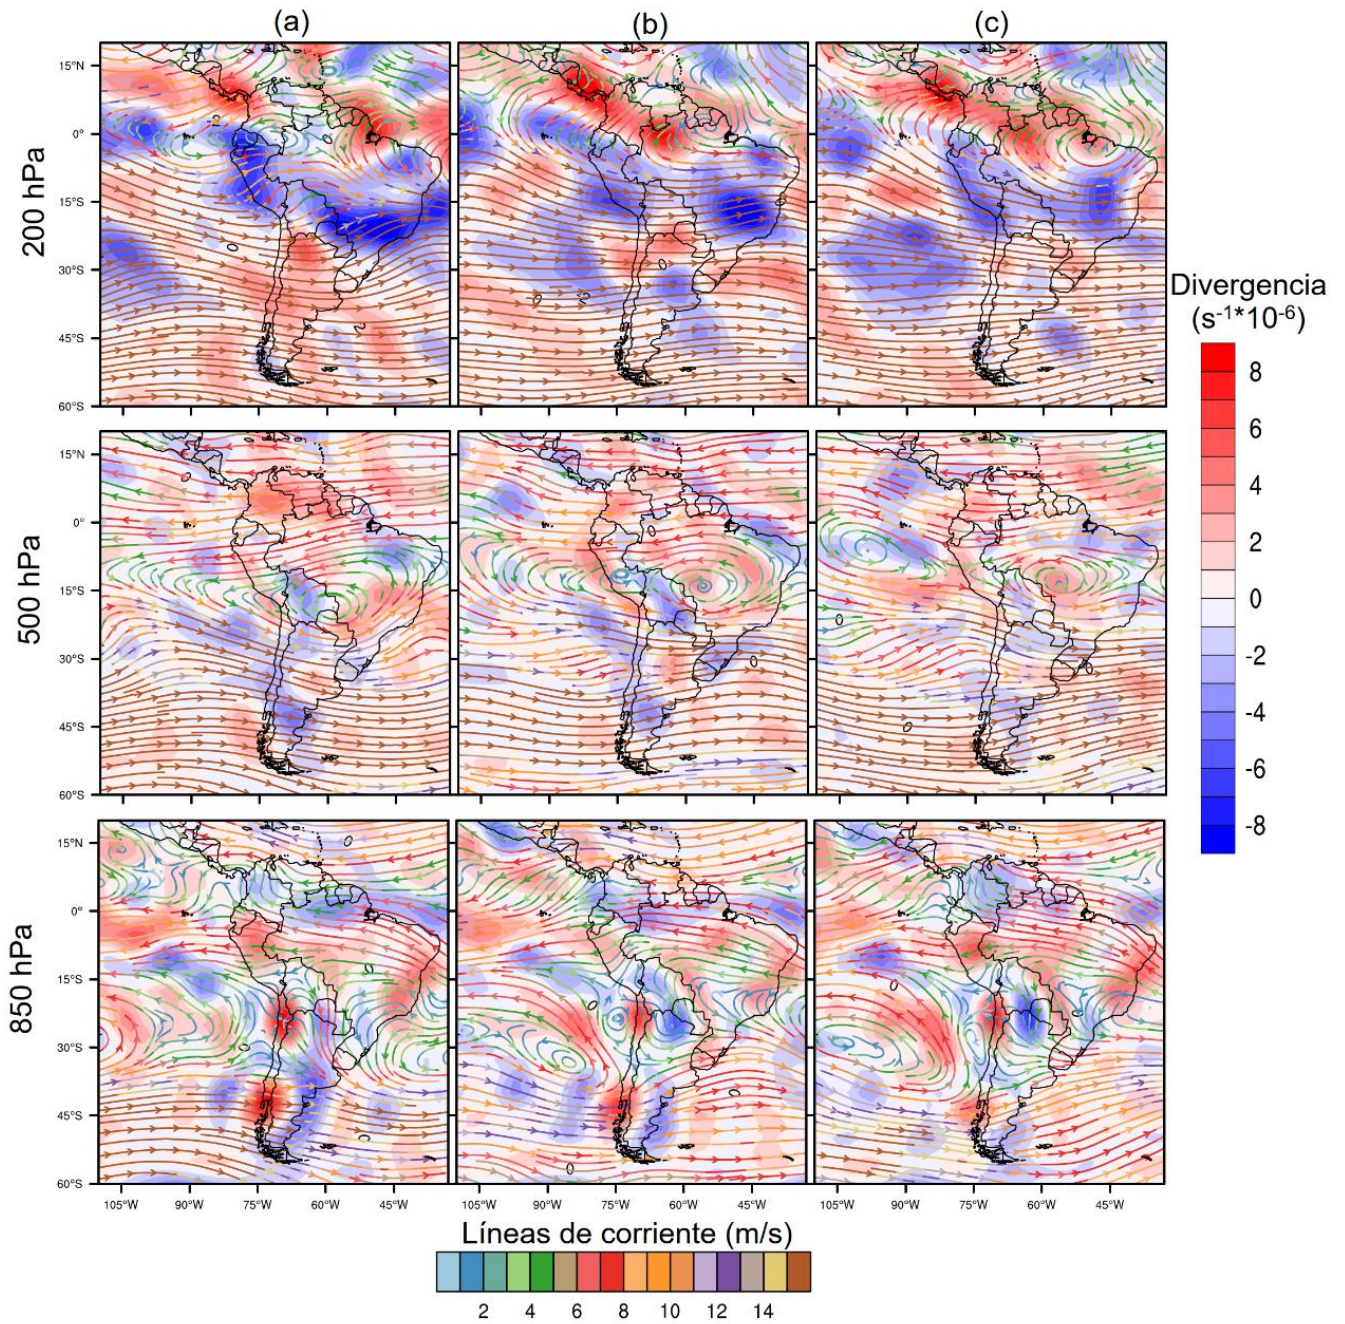 (a) (b) (c)
200 hPa
15°N
0°
15°S
30°S
45°S
60°S
500 hPa
15°N
0°
15°S
30°S
45°S
60°S
850 hPa
15°N
0°
15°S
30°S
45°S
60°S
105°W 90°W 75°W 60°W 45°W 105°W 90°W 75°W 60°W 45°W 105°W 90°W 75°W 60°W 45°W
Divergencia
(s⁻¹*10⁻⁶)
8
6
4
2
0
-2
-4
-6
-8
Líneas de corriente (m/s)
2 4 6 8 10 12 14